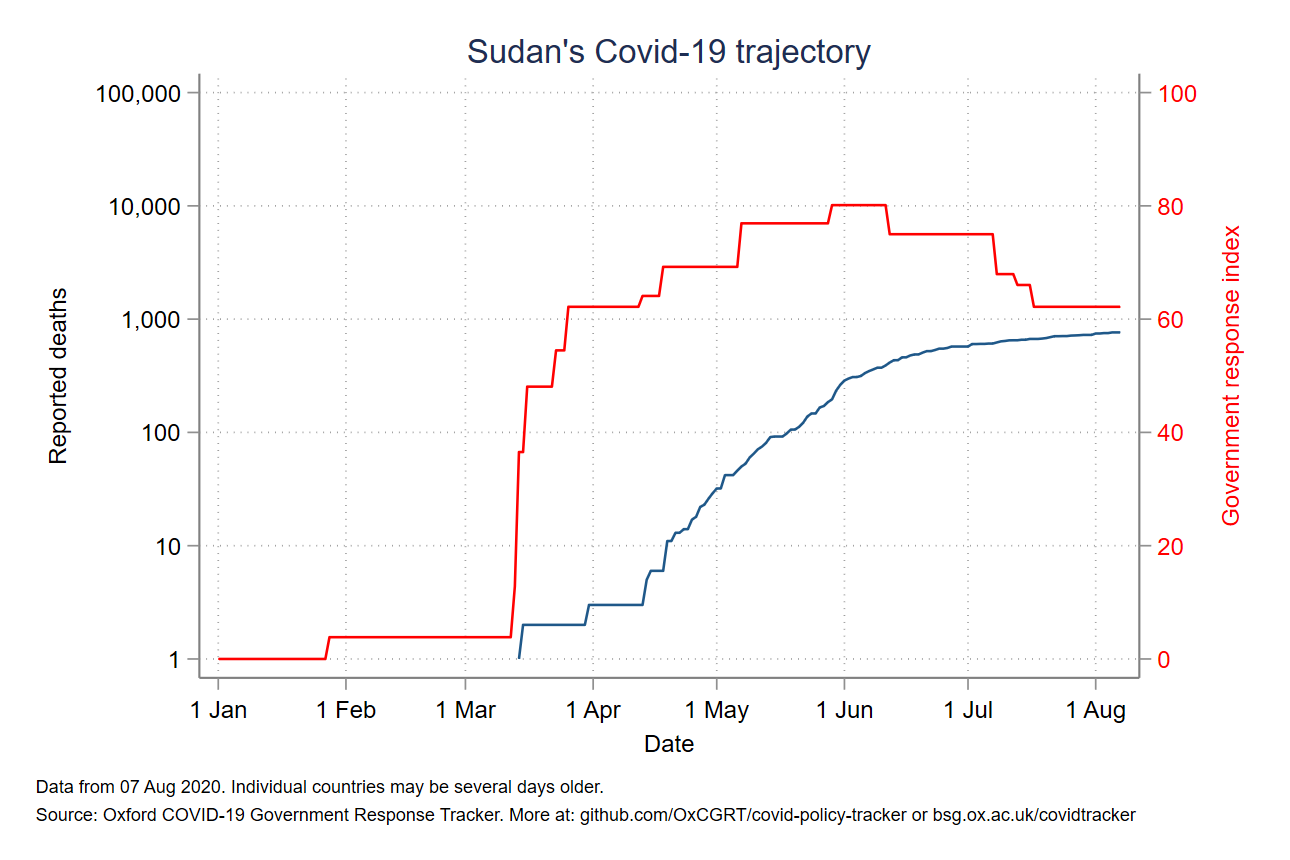 Sudan's Covid-19 trajectory
100,000
10,000
1,000
100
10
1
Reported deaths
100
80
60
40
20
0
Government response index
1 Jan 1 Feb 1 Mar 1 Apr 1 May 1 Jun 1 Jul 1 Aug
Date
Data from 07 Aug 2020. Individual countries may be several days older.
Source: Oxford COVID-19 Government Response Tracker. More at: github.com/OxCGRT/covid-policy-tracker or bsg.ox.ac.uk/covidtracker